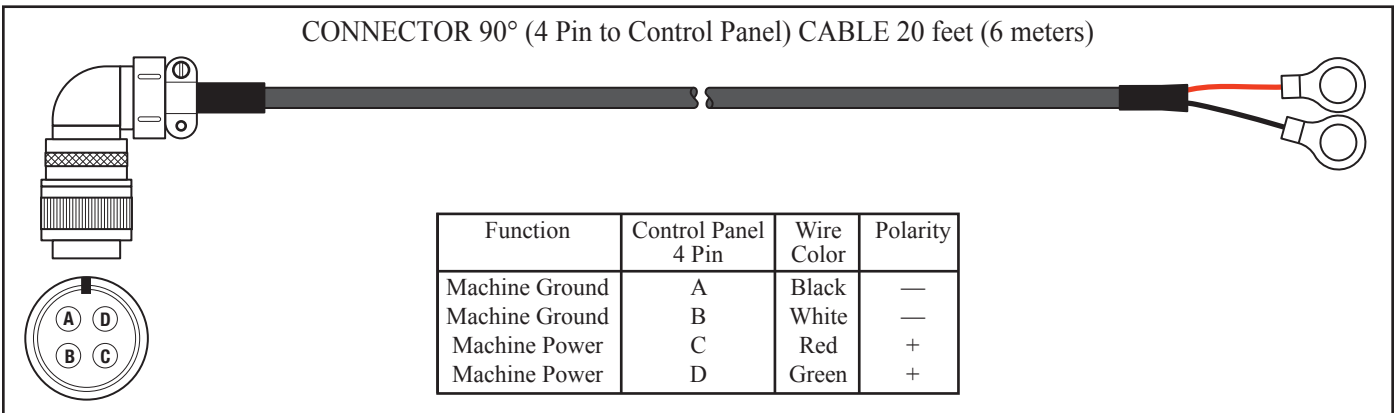 CONNECTOR 90° (4 Pin to Control Panel) CABLE 20 feet (6 meters)
Function Control Panel 4 Pin Wire Color Polarity
Machine Ground A Black —
Machine Ground B White —
Machine Power C Red +
Machine Power D Green +
A D
B C